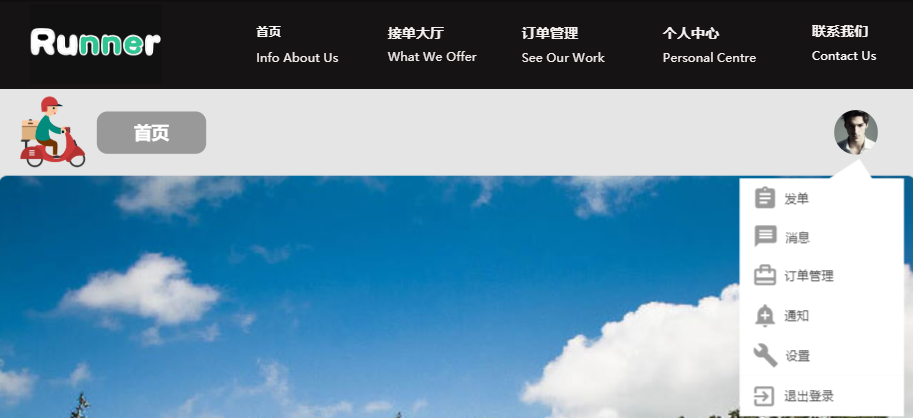 Runner
首页
接单大厅
订单管理
个人中心
联系我们
Info About Us
What We Offer
See Our Work
Personal Centre
Contact Us
首页
发单
消息
订单管理
通知
设置
退出登录